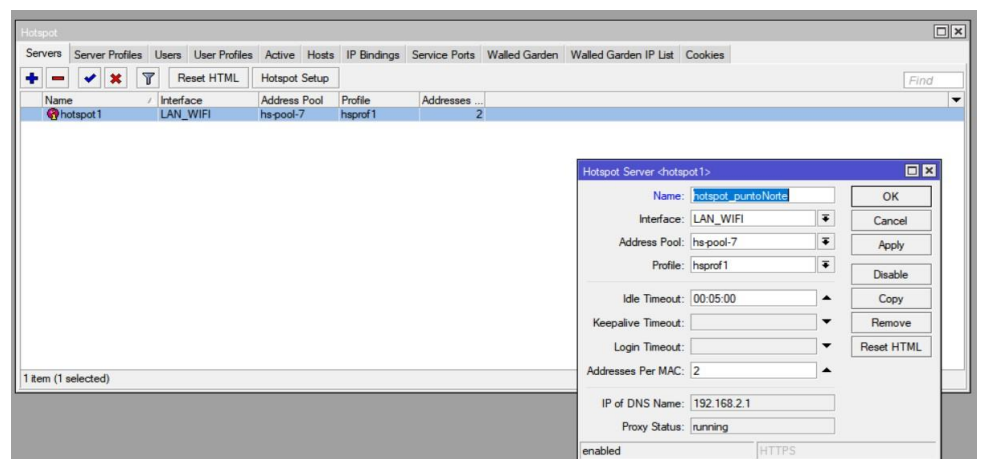 Hotspot
Servers Server Profiles Users User Profiles Active Hosts IP Bindings Service Ports Walled Garden Walled Garden IP List Cookies
Reset HTML Hotspot Setup Find
Name / Interface Address Pool Profile Addresses ...
hotspot1 LAN_WIFI hs-pool-7 hsprof1 2
Hotspot Server <hotspot1>
Name: hotspot_puntoNorte OK
Interface: LAN_WIFI Cancel
Address Pool: hs-pool-7 Apply
Profile: hsprof1
Disable
Idle Timeout: 00:05:00 Copy
Keepalive Timeout: Remove
Login Timeout: Reset HTML
Addresses Per MAC: 2
1 item (1 selected)
IP of DNS Name: 192.168.2.1
Proxy Status: running
enabled HTTPS